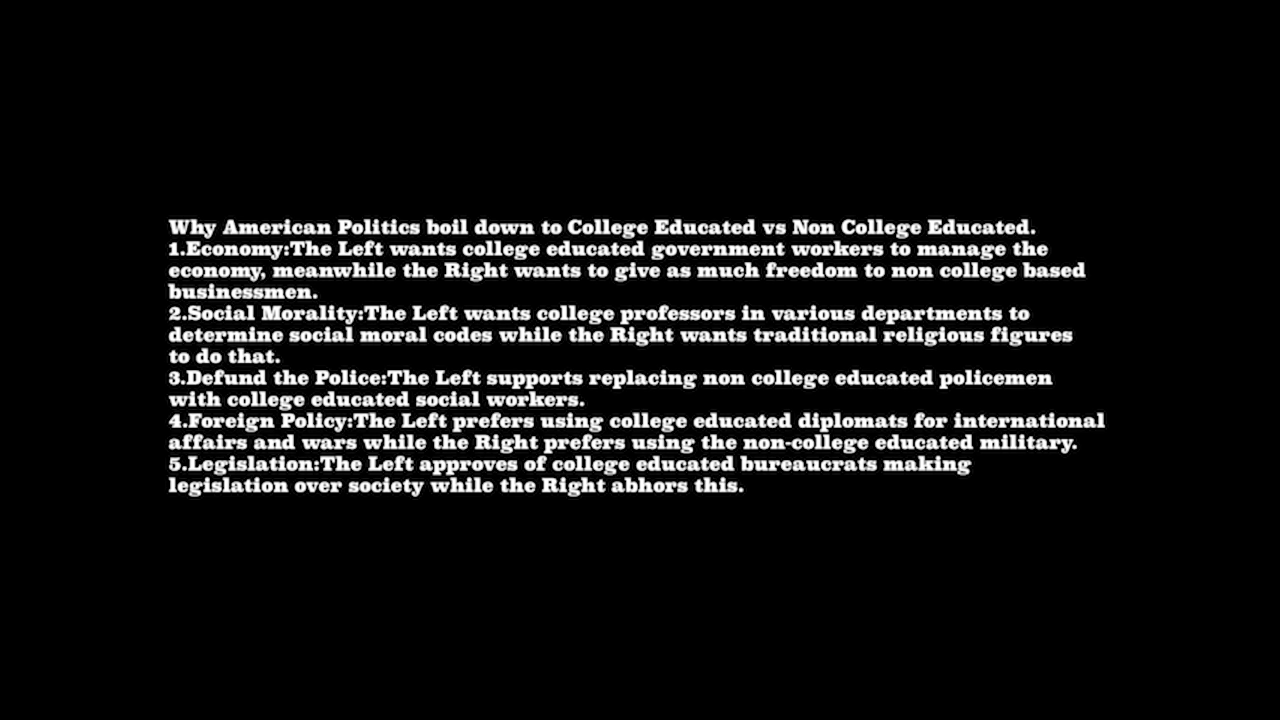 Why American Politics boil down to College Educated vs Non College Educated.
1.Economy:The Left wants college educated government workers to manage the
economy, meanwhile the Right wants to give as much freedom to non college based
businessmen.
2.Social Morality:The Left wants college professors in various departments to
determine social moral codes while the Right wants traditional religious figures
to do that.
3.Defund the Police:The Left supports replacing non college educated policemen
with college educated social workers.
4.Foreign Policy:The Left prefers using college educated diplomats for international
affairs and wars while the Right prefers using the non-college educated military.
5.Legislation:The Left approves of college educated bureaucrats making
legislation over society while the Right abhors this.